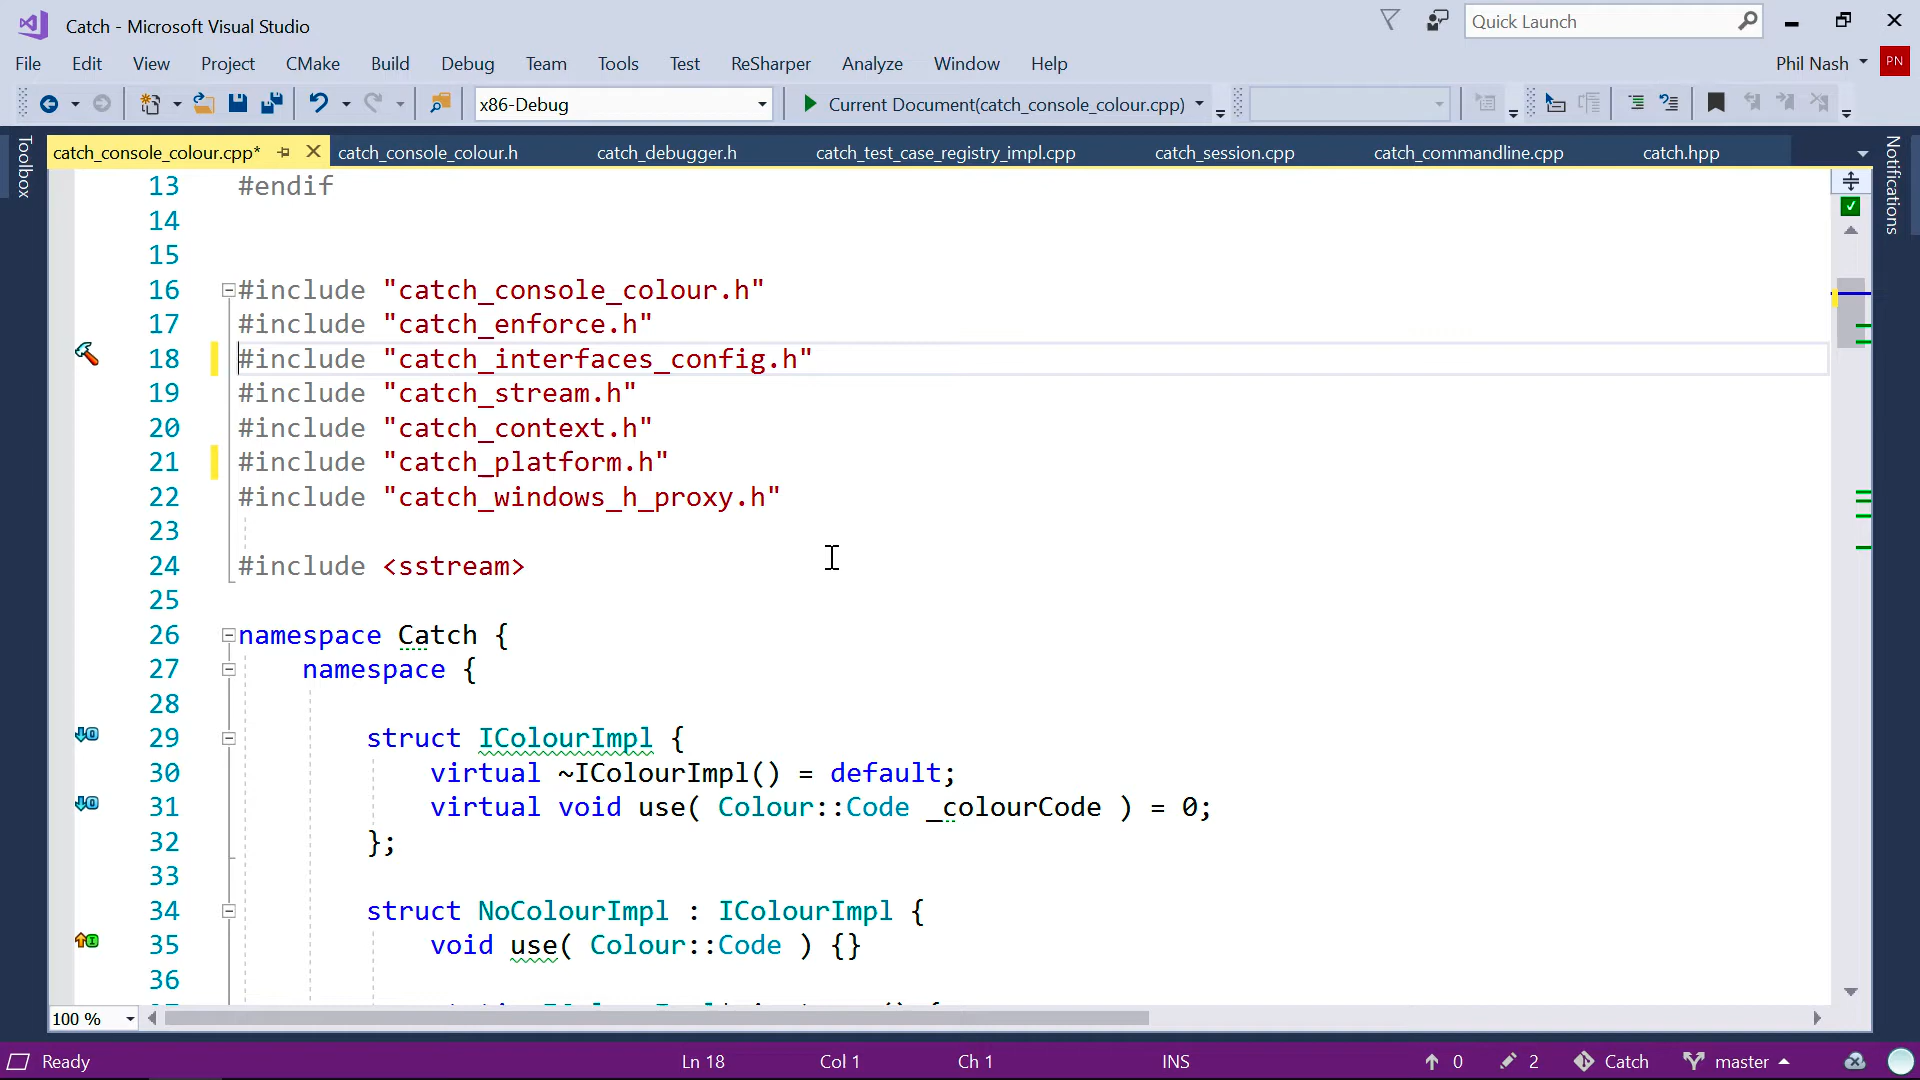 Catch - Microsoft Visual Studio
Quick Launch
File Edit View Project CMake Build Debug Team Tools Test ReSharper Analyze Window Help
Phil Nash PN
x86-Debug
Current Document(catch_console_colour.cpp)
catch_console_colour.cpp* catch_console_colour.h catch_debugger.h catch_test_case_registry_impl.cpp catch_session.cpp catch_commandline.cpp catch.hpp
Toolbox
Notifications
13 #endif
14
15
16 #include "catch_console_colour.h"
17 #include "catch_enforce.h"
18 #include "catch_interfaces_config.h"
19 #include "catch_stream.h"
20 #include "catch_context.h"
21 #include "catch_platform.h"
22 #include "catch_windows_h_proxy.h"
23
24 #include <sstream>
25
26 namespace Catch {
27 namespace {
28
29 struct IColourImpl {
30 virtual ~IColourImpl() = default;
31 virtual void use( Colour::Code _colourCode ) = 0;
32 };
33
34 struct NoColourImpl : IColourImpl {
35 void use( Colour::Code ) {}
36
100 %
Ready Ln 18 Col 1 Ch 1 INS 0 2 Catch master